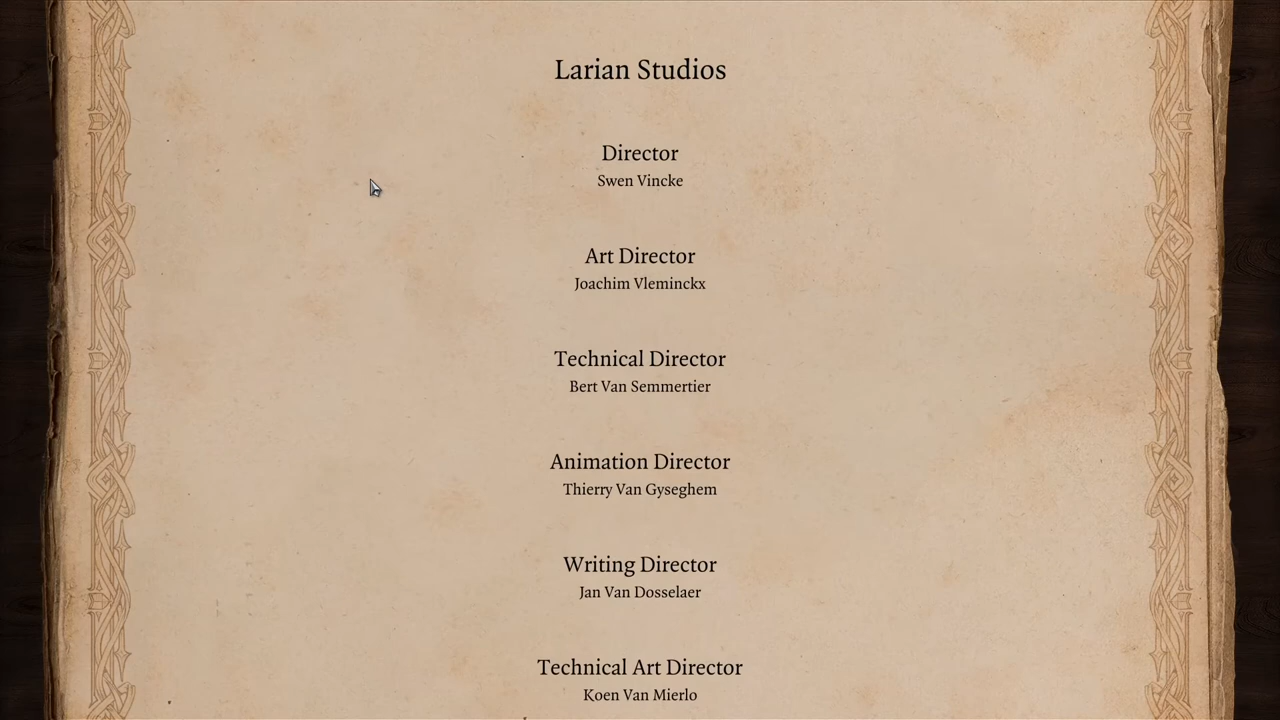 Larian Studios
Director
Swen Vincke
Art Director
Joachim Vleminckx
Technical Director
Bert Van Semmertier
Animation Director
Thierry Van Gyseghem
Writing Director
Jan Van Dosselaer
Technical Art Director
Koen Van Mierlo